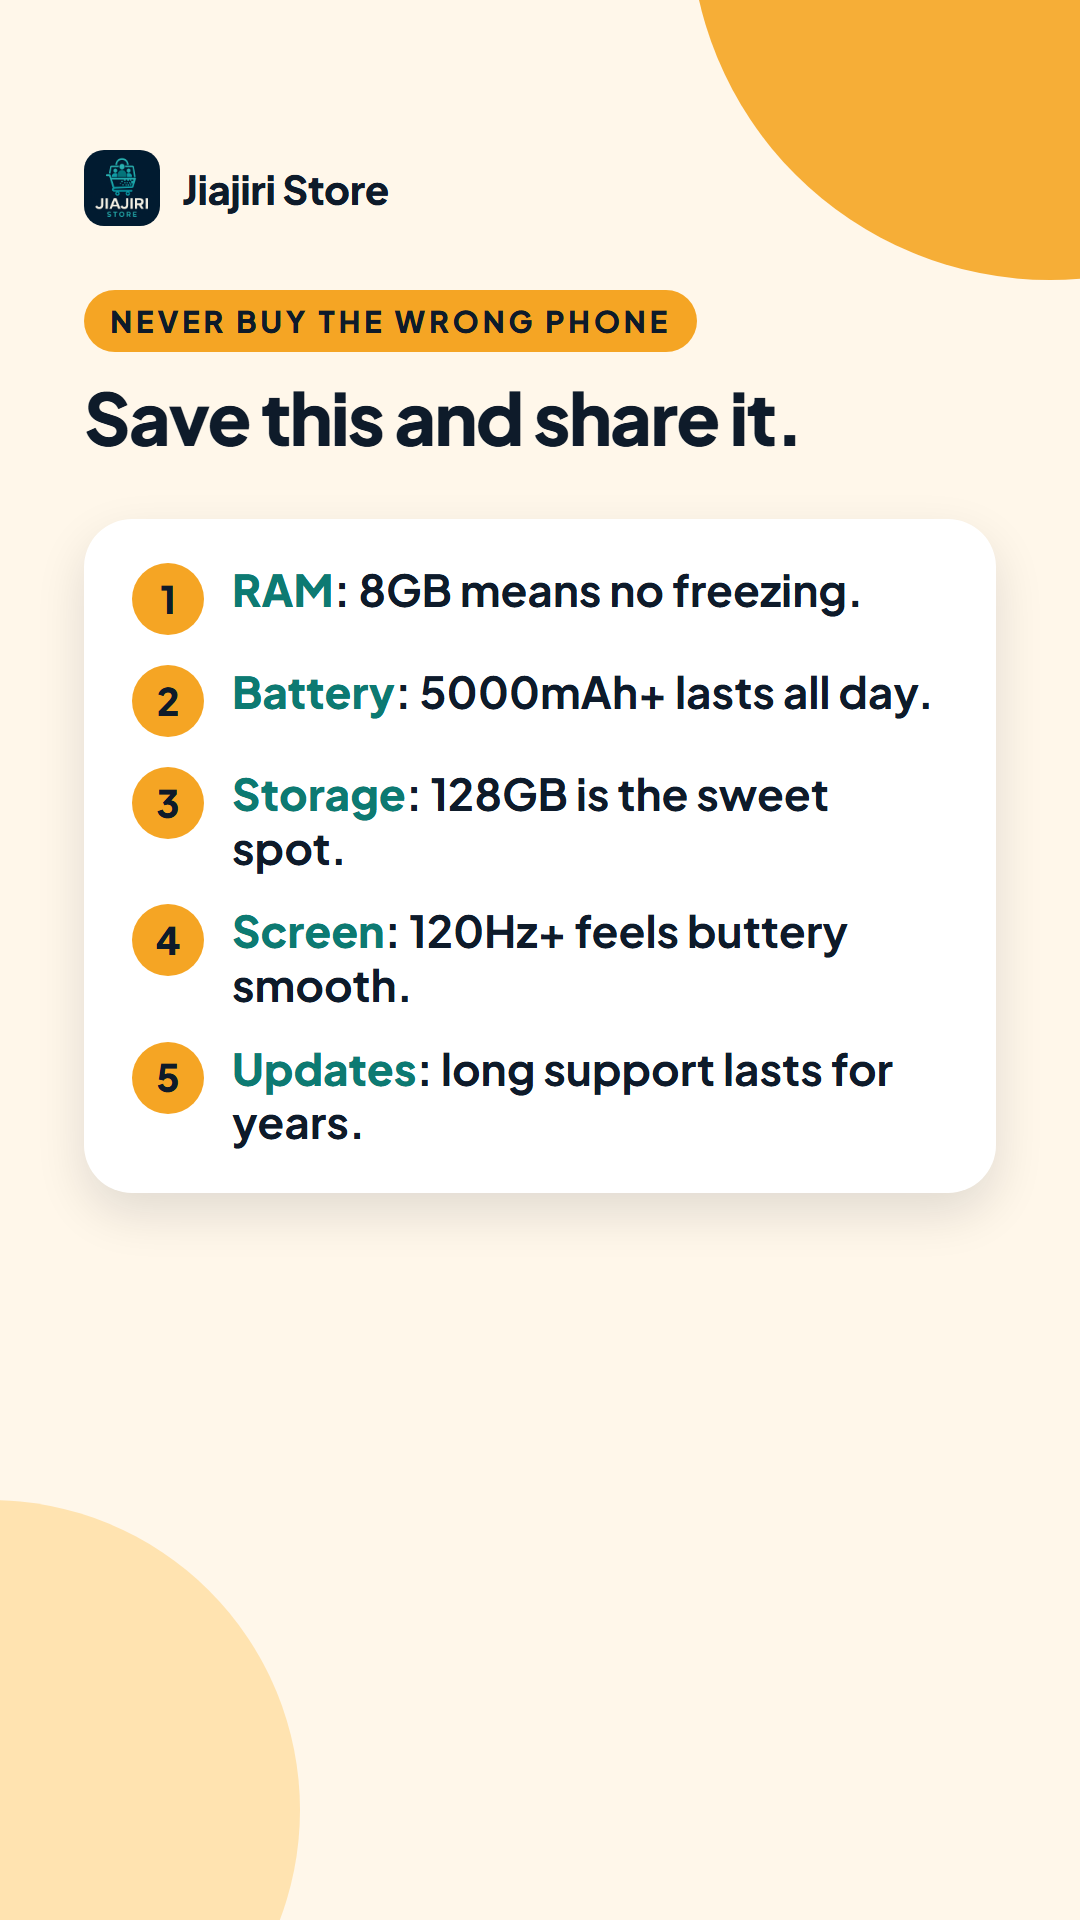 JIAJIRI
STORE
Jiajiri Store
NEVER BUY THE WRONG PHONE
Save this and share it.
1 RAM: 8GB means no freezing.
2 Battery: 5000mAh+ lasts all day.
3 Storage: 128GB is the sweet
spot.
4 Screen: 120Hz+ feels buttery
smooth.
5 Updates: long support lasts for
years.